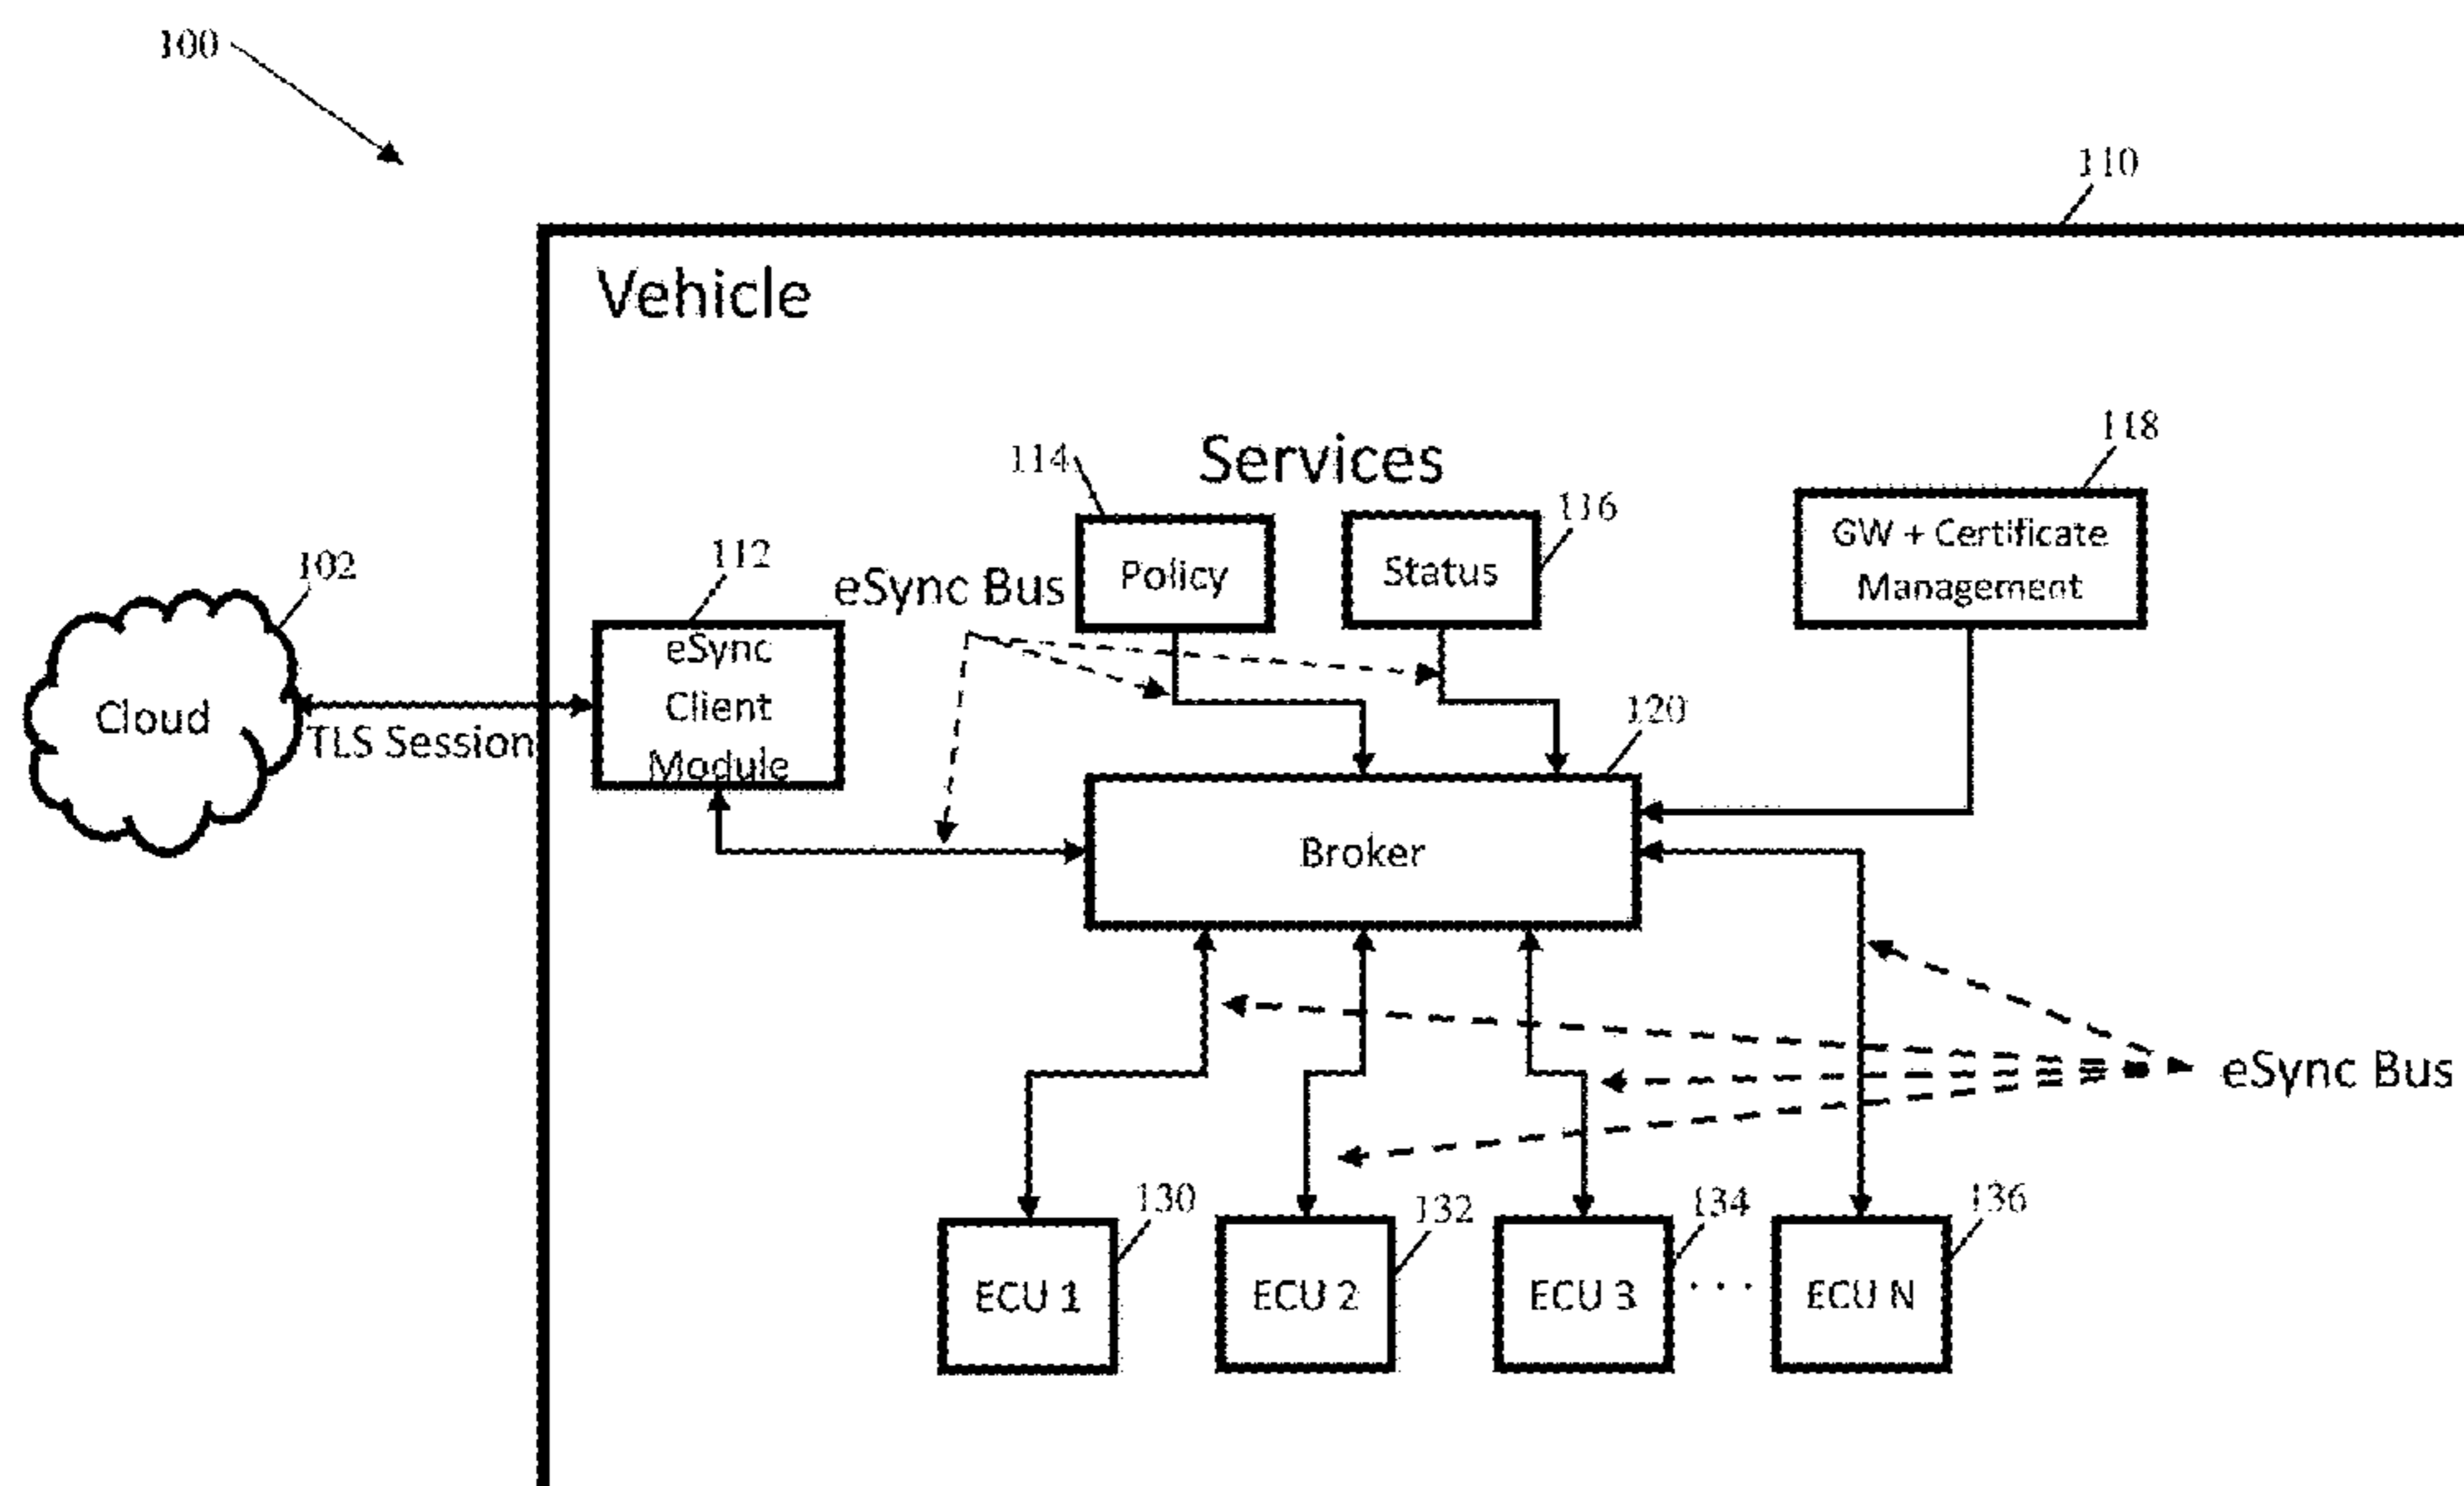 100
110
Vehicle
118
114
Services
116
GW + Certificate
Management
102
112
eSync Bus
Policy
Status
eSync
Client
Module
Cloud
TLS Session
120
Broker
eSync Bus
130
132
134
136
ECU 1
ECU 2
ECU 3
. . .
ECU N